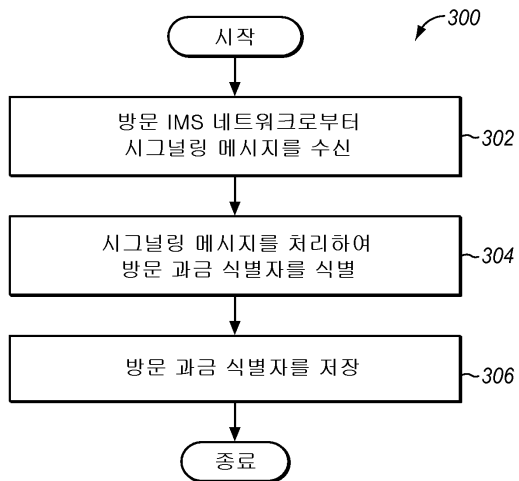 300
시작
방문 IMS 네트워크로부터
시그널링 메시지를 수신
302
시그널링 메시지를 처리하여
방문 과금 식별자를 식별
304
방문 과금 식별자를 저장
306
종료